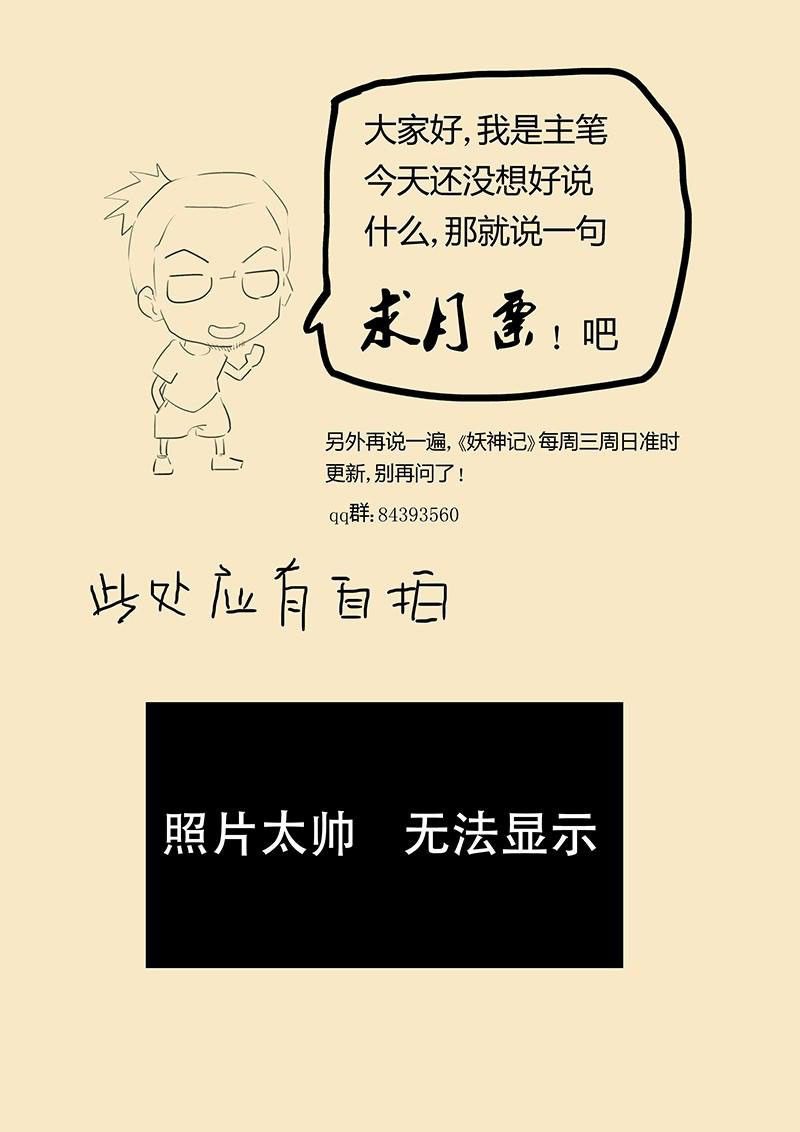 大家好，我是主笔
今天还没想好说
什么，那就说一句
求月票！吧
另外再说一遍，《妖神记》每周三周日准时
更新，别再问了！
qq群：84393560
此处应有自拍
照片太帅　无法显示